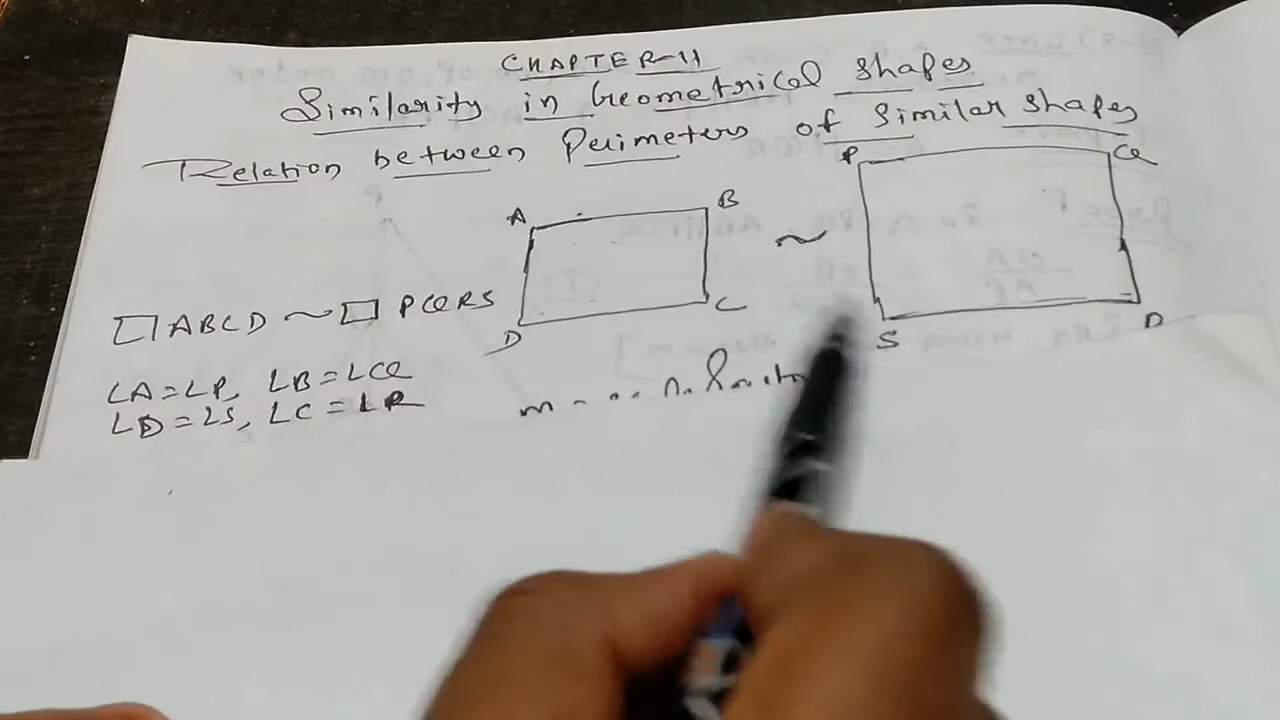 CHAPTER-11
Similarity in Geometrical shapes
Relation between Perimeters of Similar shapes
P Q
A B
~
□ABCD ~ □ PQRS
D C
S R
∠A=∠P, ∠B=∠Q
∠D=∠S, ∠C=∠R